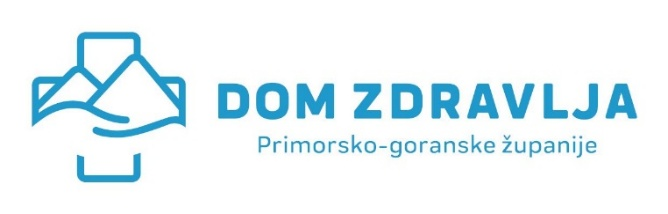 DOM ZDRAVLJA
Primorsko-goranske županije